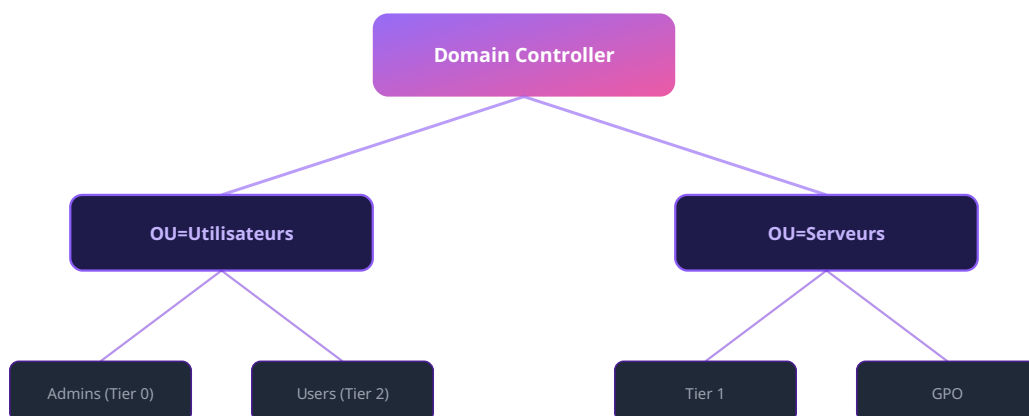 Domain Controller
OU=Utilisateurs
OU=Serveurs
Admins (Tier 0)
Users (Tier 2)
Tier 1
GPO